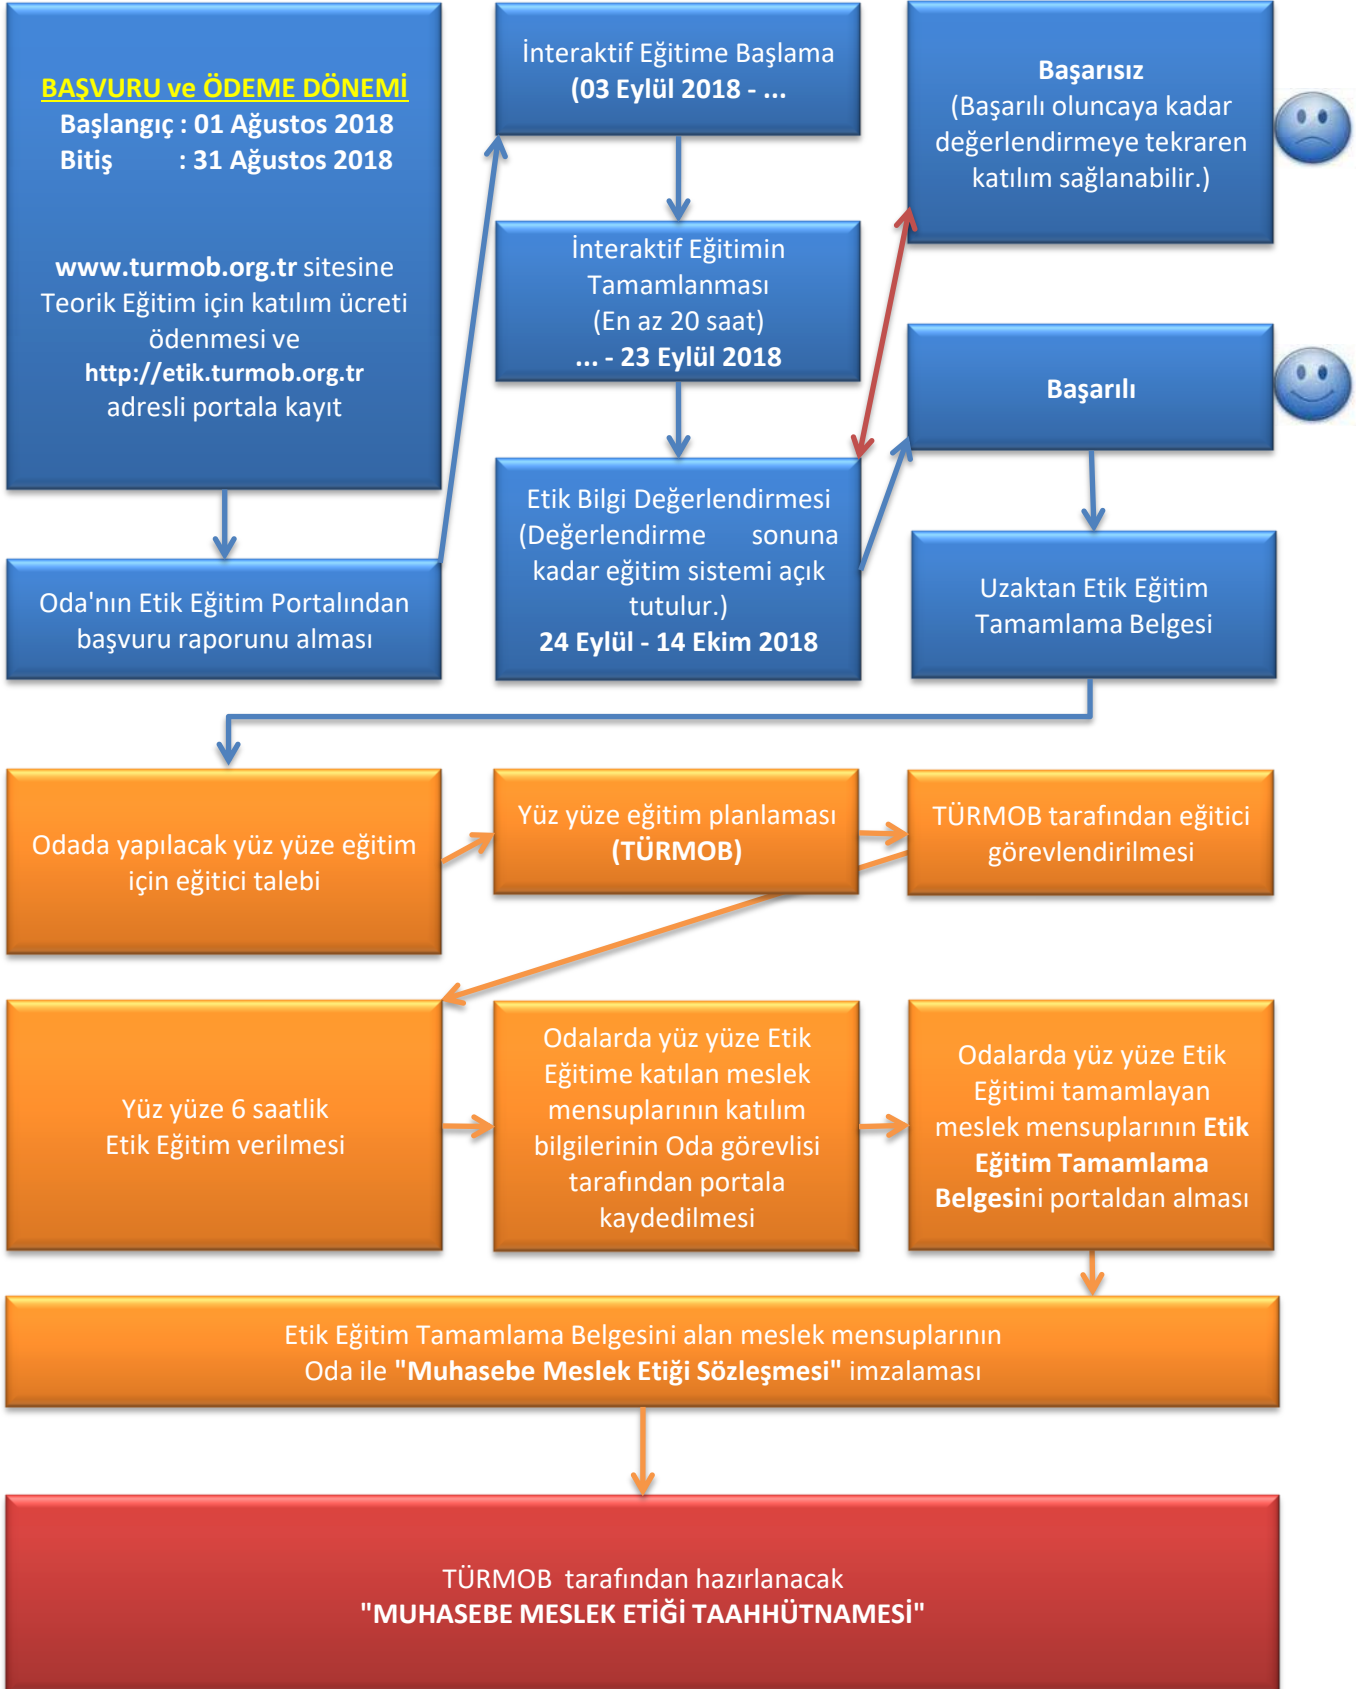 BAŞVURU ve ÖDEME DÖNEMİ
Başlangıç : 01 Ağustos 2018
Bitiş : 31 Ağustos 2018
www.turmob.org.tr sitesine
Teorik Eğitim için katılım ücreti
ödenmesi ve
http://etik.turmob.org.tr
adresli portala kayıt
Oda'nın Etik Eğitim Portalından
başvuru raporunu alması
İnteraktif Eğitime Başlama
(03 Eylül 2018 - ...
İnteraktif Eğitimin
Tamamlanması
(En az 20 saat)
... - 23 Eylül 2018
Etik Bilgi Değerlendirmesi
(Değerlendirme sonuna
kadar eğitim sistemi açık
tutulur.)
24 Eylül - 14 Ekim 2018
Başarısız
(Başarılı oluncaya kadar
değerlendirmeye tekraren
katılım sağlanabilir.)
Başarılı
Uzaktan Etik Eğitim
Tamamlama Belgesi
Odada yapılacak yüz yüze eğitim
için eğitici talebi
Yüz yüze eğitim planlaması
(TÜRMOB)
TÜRMOB tarafından eğitici
görevlendirilmesi
Yüz yüze 6 saatlik
Etik Eğitim verilmesi
Odalarda yüz yüze Etik
Eğitime katılan meslek
mensuplarının katılım
bilgilerinin Oda görevlisi
tarafından portala
kaydedilmesi
Odalarda yüz yüze Etik
Eğitimi tamamlayan
meslek mensuplarının Etik
Eğitim Tamamlama
Belgesini portaldan alması
Etik Eğitim Tamamlama Belgesini alan meslek mensuplarının
Oda ile "Muhasebe Meslek Etiği Sözleşmesi" imzalaması
TÜRMOB tarafından hazırlanacak
"MUHASEBE MESLEK ETİĞİ TAAHHÜTNAMESİ"